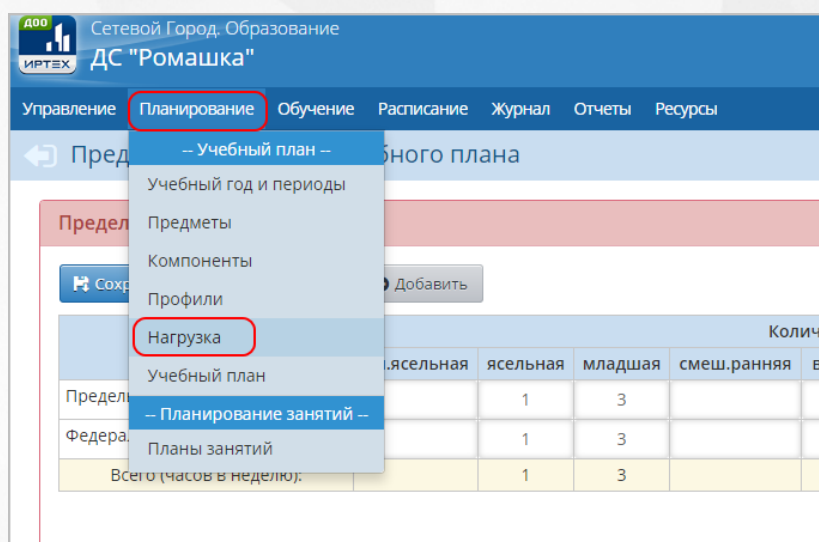 ДОО
ИРТЕХ
Сетевой Город. Образование
ДС "Ромашка"
Управление Планирование Обучение Расписание Журнал Отчеты Ресурсы
-- Учебный план --
Учебный год и периоды
Предметы
Компоненты
Профили
Нагрузка
Учебный план
-- Планирование занятий --
Планы занятий
плана
Добавить
ясельная младшая смеш.ранняя
1 3
1 3
Всего (часов в неделю): 1 3